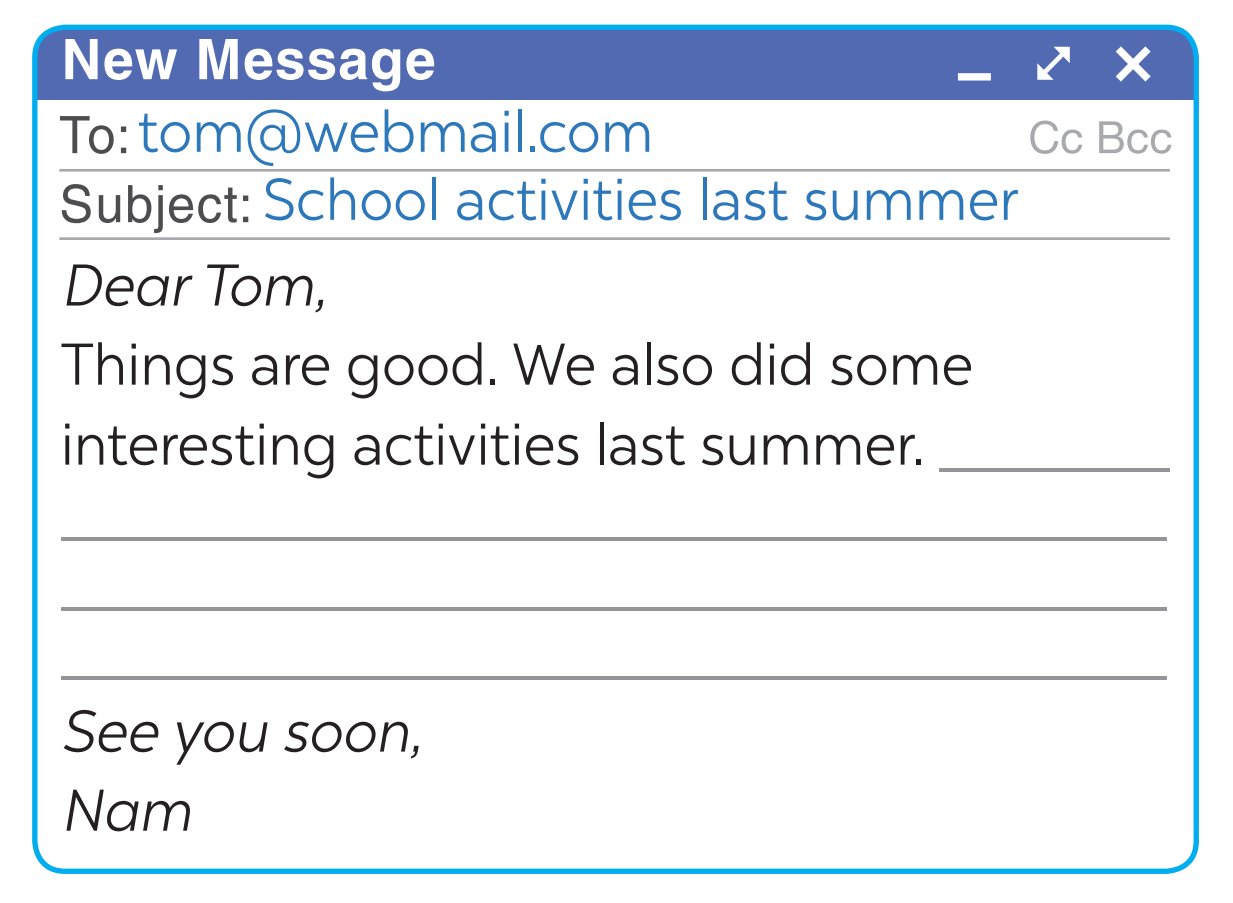 New Message
To: tom@webmail.com Cc Bcc
Subject: School activities last summer
Dear Tom,
Things are good. We also did some
interesting activities last summer.
See you soon,
Nam